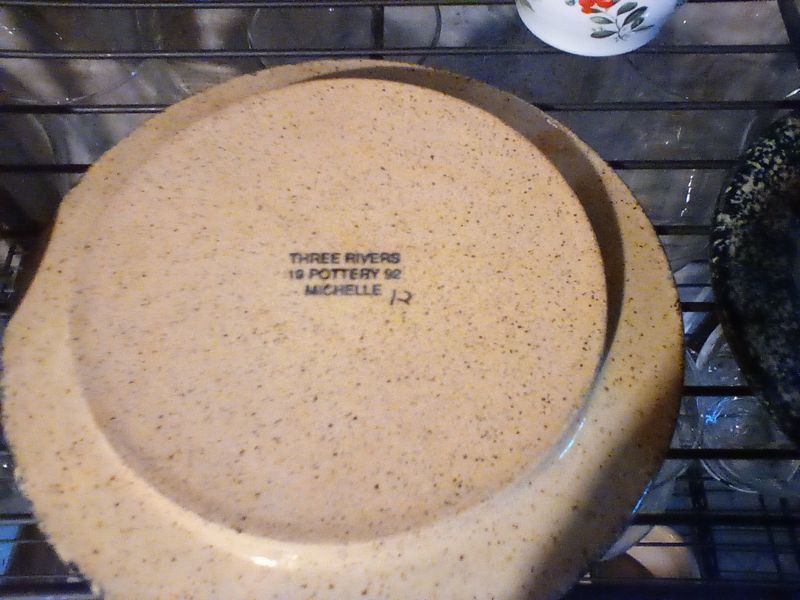 THREE RIVERS
19 POTTERY 92
MICHELLE 12